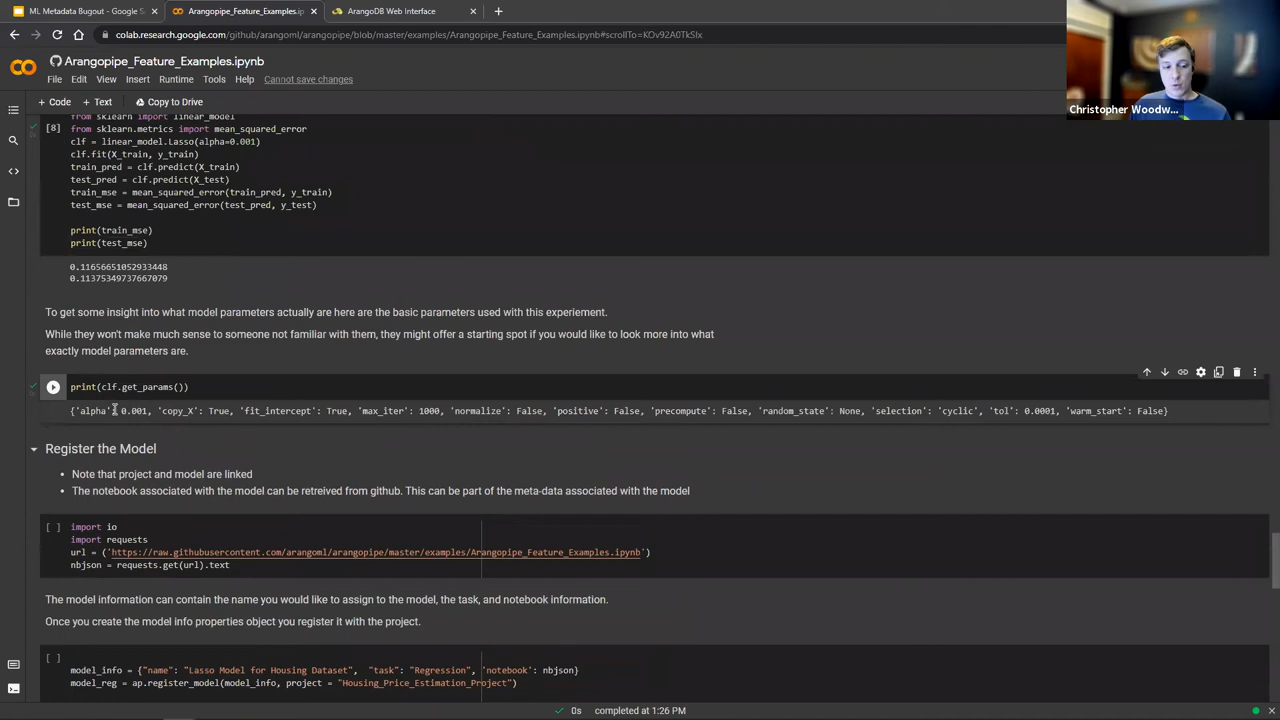 ML Metadata Bugout - Google S
Arangopipe_Feature_Examples.i
ArangoDB Web Interface
colab.research.google.com/github/arangoml/arangopipe/blob/master/examples/Arangopipe_Feature_Examples.ipynb#scrollTo=KOv92A0TkSIx
Arangopipe_Feature_Examples.ipynb
File Edit View Insert Runtime Tools Help Cannot save changes
+ Code + Text Copy to Drive
Christopher Woodw...
from sklearn import linear_model
[8] from sklearn.metrics import mean_squared_error
clf = linear_model.Lasso(alpha=0.001)
clf.fit(X_train, y_train)
train_pred = clf.predict(X_train)
test_pred = clf.predict(X_test)
train_mse = mean_squared_error(train_pred, y_train)
test_mse = mean_squared_error(test_pred, y_test)
print(train_mse)
print(test_mse)
0.11656651052933448
0.11375349737667079
To get some insight into what model parameters actually are here are the basic parameters used with this experiement.
While they won't make much sense to someone not familiar with them, they might offer a starting spot if you would like to look more into what
exactly model parameters are.
print(clf.get_params())
{'alpha': 0.001, 'copy_X': True, 'fit_intercept': True, 'max_iter': 1000, 'normalize': False, 'positive': False, 'precompute': False, 'random_state': None, 'selection': 'cyclic', 'tol': 0.0001, 'warm_start': False}
Register the Model
• Note that project and model are linked
• The notebook associated with the model can be retreived from github. This can be part of the meta-data associated with the model
[ ] import io
import requests
url = ('https://raw.githubusercontent.com/arangoml/arangopipe/master/examples/Arangopipe_Feature_Examples.ipynb')
nbjson = requests.get(url).text
The model information can contain the name you would like to assign to the model, the task, and notebook information.
Once you create the model info properties object you register it with the project.
[ ]
model_info = {"name": "Lasso Model for Housing Dataset", "task": "Regression", 'notebook': nbjson}
model_reg = ap.register_model(model_info, project = "Housing_Price_Estimation_Project")
0s completed at 1:26 PM